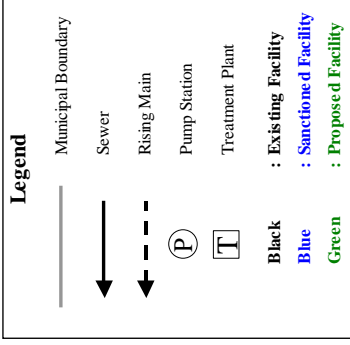 Legend
Municipal Boundary
Sewer
Rising Main
P Pump Station
T Treatment Plant
Black : Existing Facility
Blue : Sanctioned Facility
Green : Proposed Facility